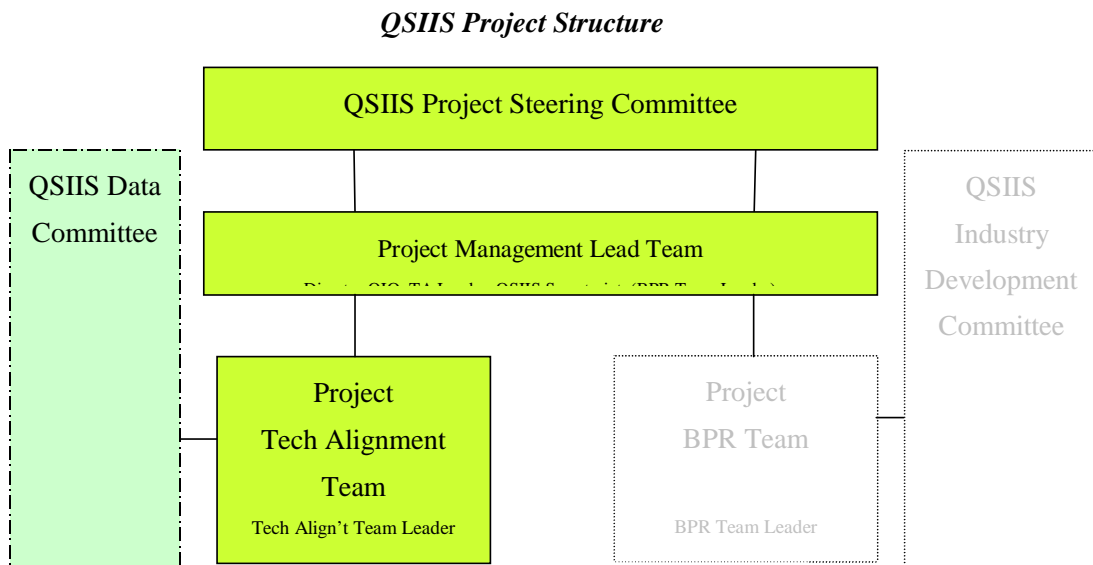 QSIIS Project Structure
QSIIS Project Steering Committee
QSIIS Data
Committee
Project Management Lead Team
QSIIS
Industry
Development
Committee
Project
Tech Alignment
Team
Tech Align't Team Leader
Project
BPR Team
BPR Team Leader